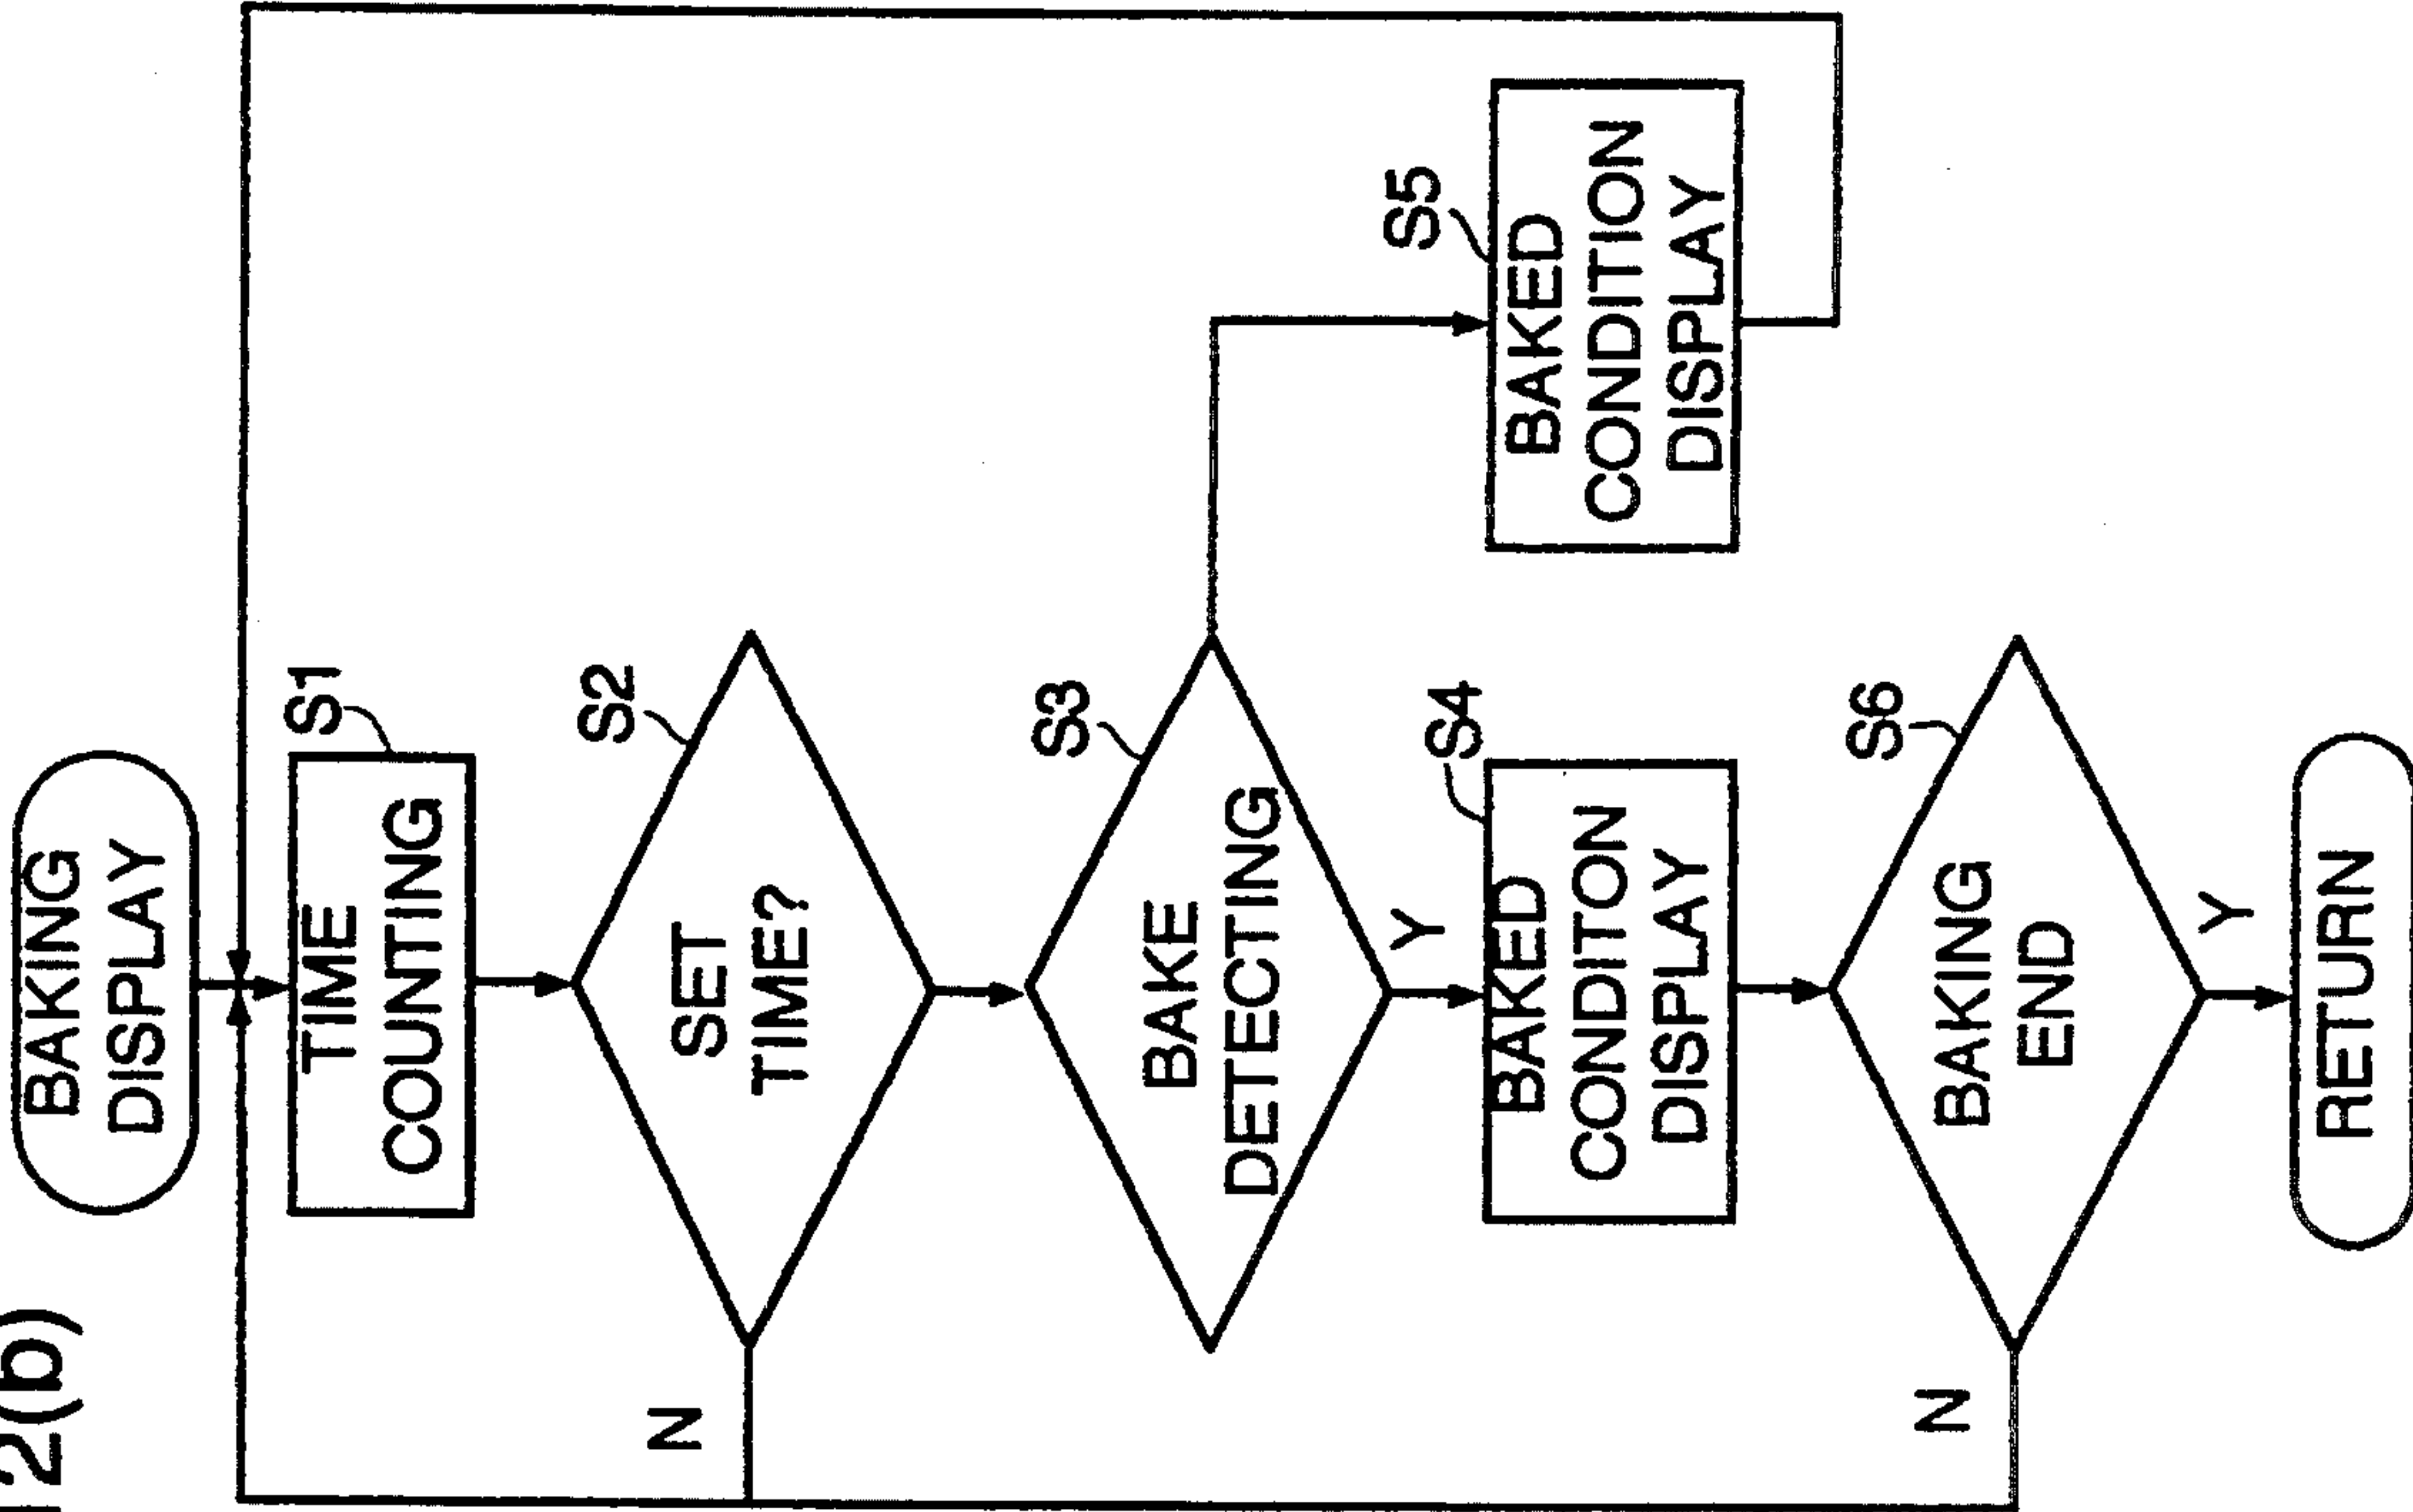 2(b)
BAKING
DISPLAY
S1
TIME
COUNTING
S2
SET
TIME?
N
S3
BAKE
DETECTING
Y
S4
BAKED
CONDITON
DISPLAY
S5
BAKED
CONDITION
DISPLAY
S6
BAKING
END
N
Y
RETURN